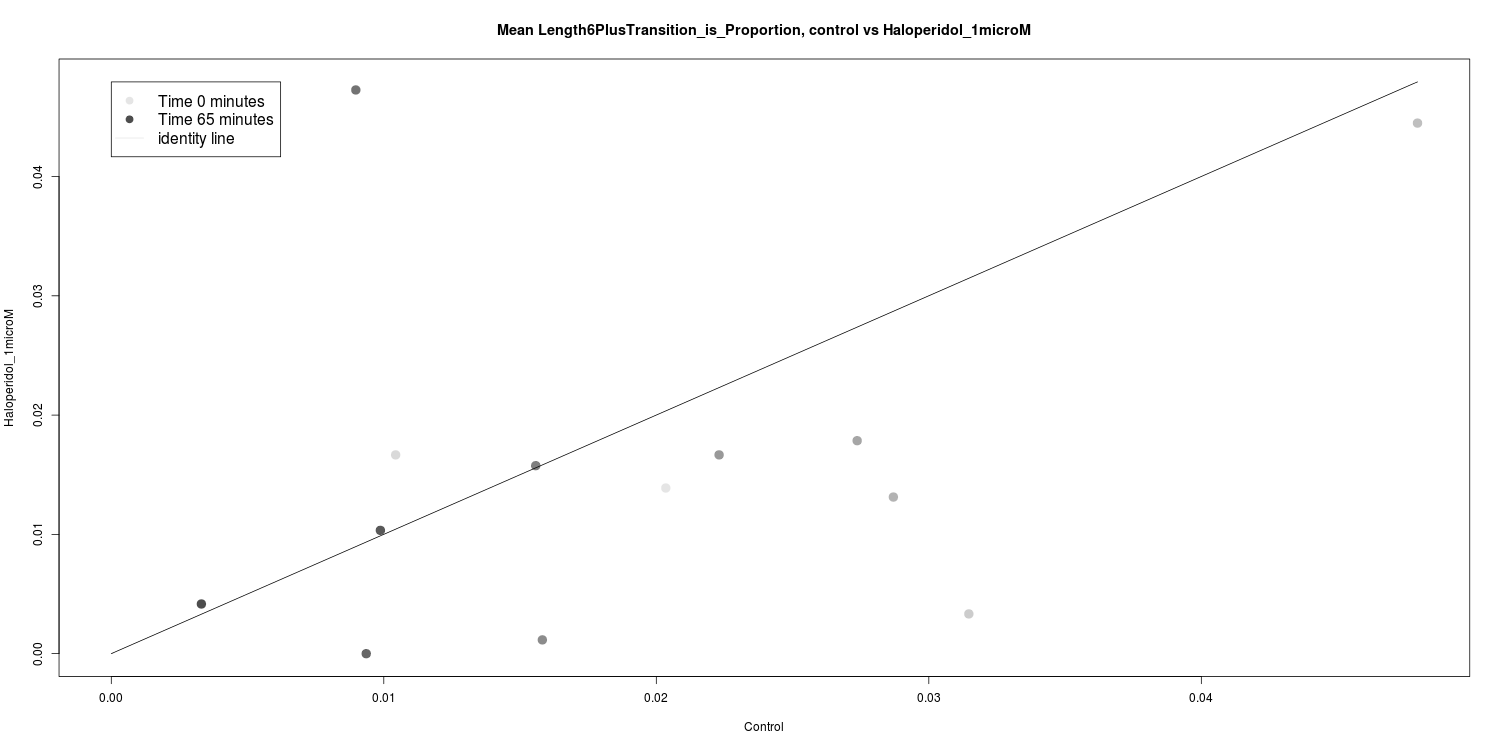 Mean Length6PlusTransition_is_Proportion, control vs Haloperidol_1microM
Time 0 minutes
Time 65 minutes
identity line
0.04
0.03
0.02
0.01
0.00
Haloperidol_1microM
0.00 0.01 0.02 0.03 0.04
Control